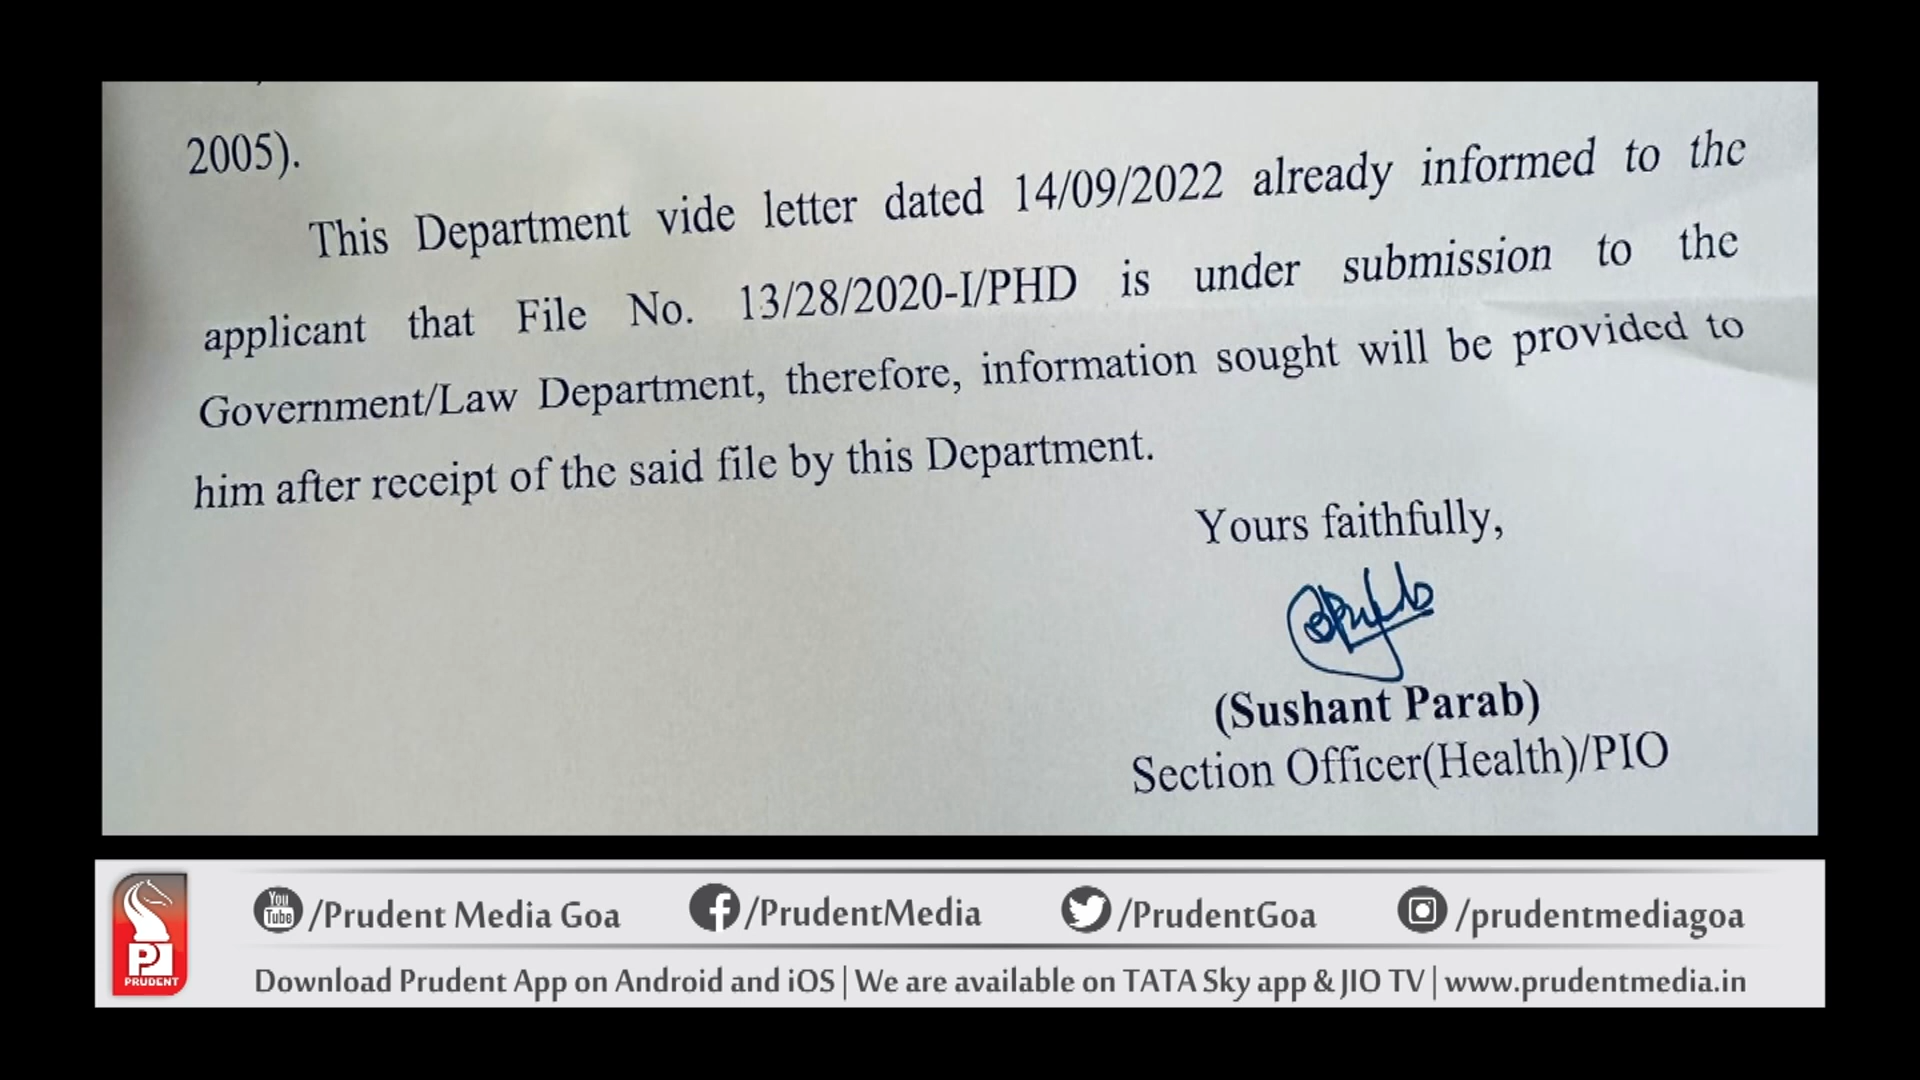 2005).
This Department vide letter dated 14/09/2022 already informed to the
applicant that File No. 13/28/2020-I/PHD is under submission to the
Government/Law Department, therefore, information sought will be provided to
him after receipt of the said file by this Department.
Yours faithfully,
(Sushant Parab)
Section Officer(Health)/PIO
You Tube /Prudent Media Goa f /PrudentMedia /PrudentGoa /prudentmediagoa
PRUDENT
Download Prudent App on Android and iOS | We are available on TATA Sky app & JIO TV | www.prudentmedia.in